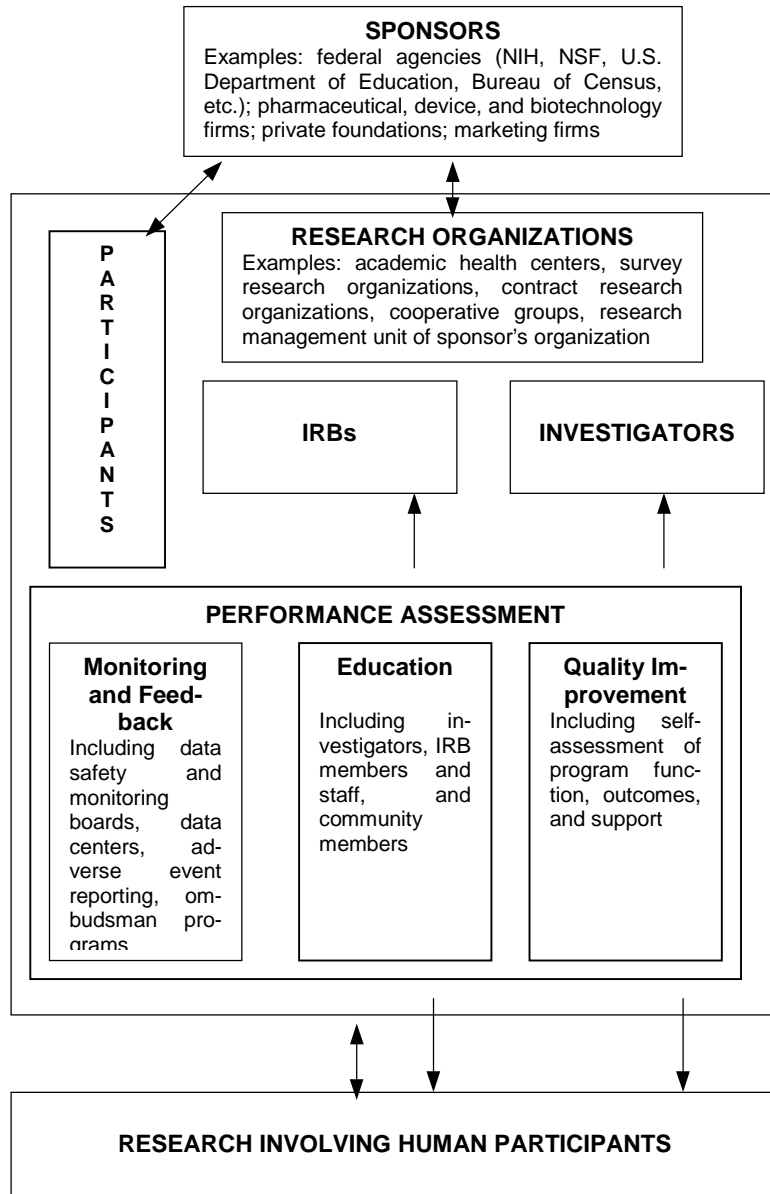 SPONSORS
Examples: federal agencies (NIH, NSF, U.S.
Department of Education, Bureau of Census,
etc.); pharmaceutical, device, and biotechnology
firms; private foundations; marketing firms
P
A
R
T
I
C
I
P
A
N
T
S
RESEARCH ORGANIZATIONS
Examples: academic health centers, survey
research organizations, contract research
organizations, cooperative groups, research
management unit of sponsor’s organization
IRBs
INVESTIGATORS
PERFORMANCE ASSESSMENT
Monitoring
and Feed-
back
Including data
safety and
monitoring
boards, data
centers, ad-
verse event
reporting, om-
budsman pro-
grams
Education
Including in-
vestigators, IRB
members and
staff, and
community
members
Quality Im-
provement
Including self-
assessment of
program func-
tion, outcomes,
and support
RESEARCH INVOLVING HUMAN PARTICIPANTS